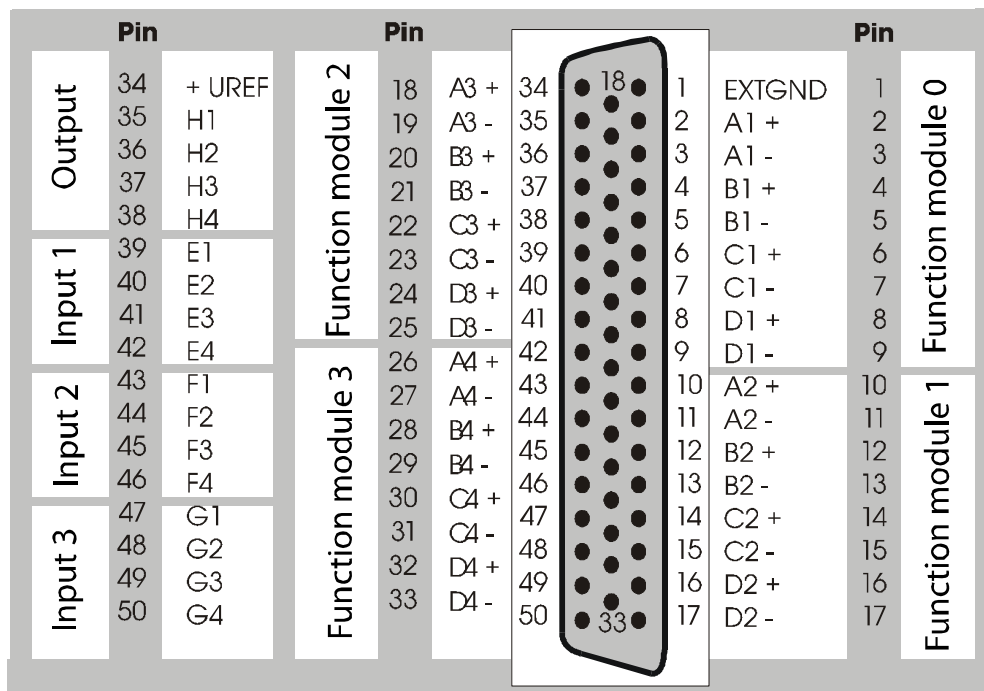 Pin
Output
34 + UREF
35 H1
36 H2
37 H3
38 H4
Input 1
39 E1
40 E2
41 E3
42 E4
Input 2
43 F1
44 F2
45 F3
46 F4
Input 3
47 G1
48 G2
49 G3
50 G4
Pin
Function module 2
18 A3 +
19 A3 -
20 B3 +
21 B3 -
22 C3 +
23 C3 -
24 D3 +
25 D3 -
Function module 3
26 A4 +
27 A4 -
28 B4 +
29 B4 -
30 C4 +
31 C4 -
32 D4 +
33 D4 -
34
35
36
37
38
39
40
41
42
43
44
45
46
47
48
49
50
18
33
1
2
3
4
5
6
7
8
9
10
11
12
13
14
15
16
17
Pin
EXTGND 1
A1 + 2
A1 - 3
B1 + 4
B1 - 5
C1 + 6
C1 - 7
D1 + 8
D1 - 9
Function module 0
A2 + 10
A2 - 11
B2 + 12
B2 - 13
C2 + 14
C2 - 15
D2 + 16
D2 - 17
Function module 1